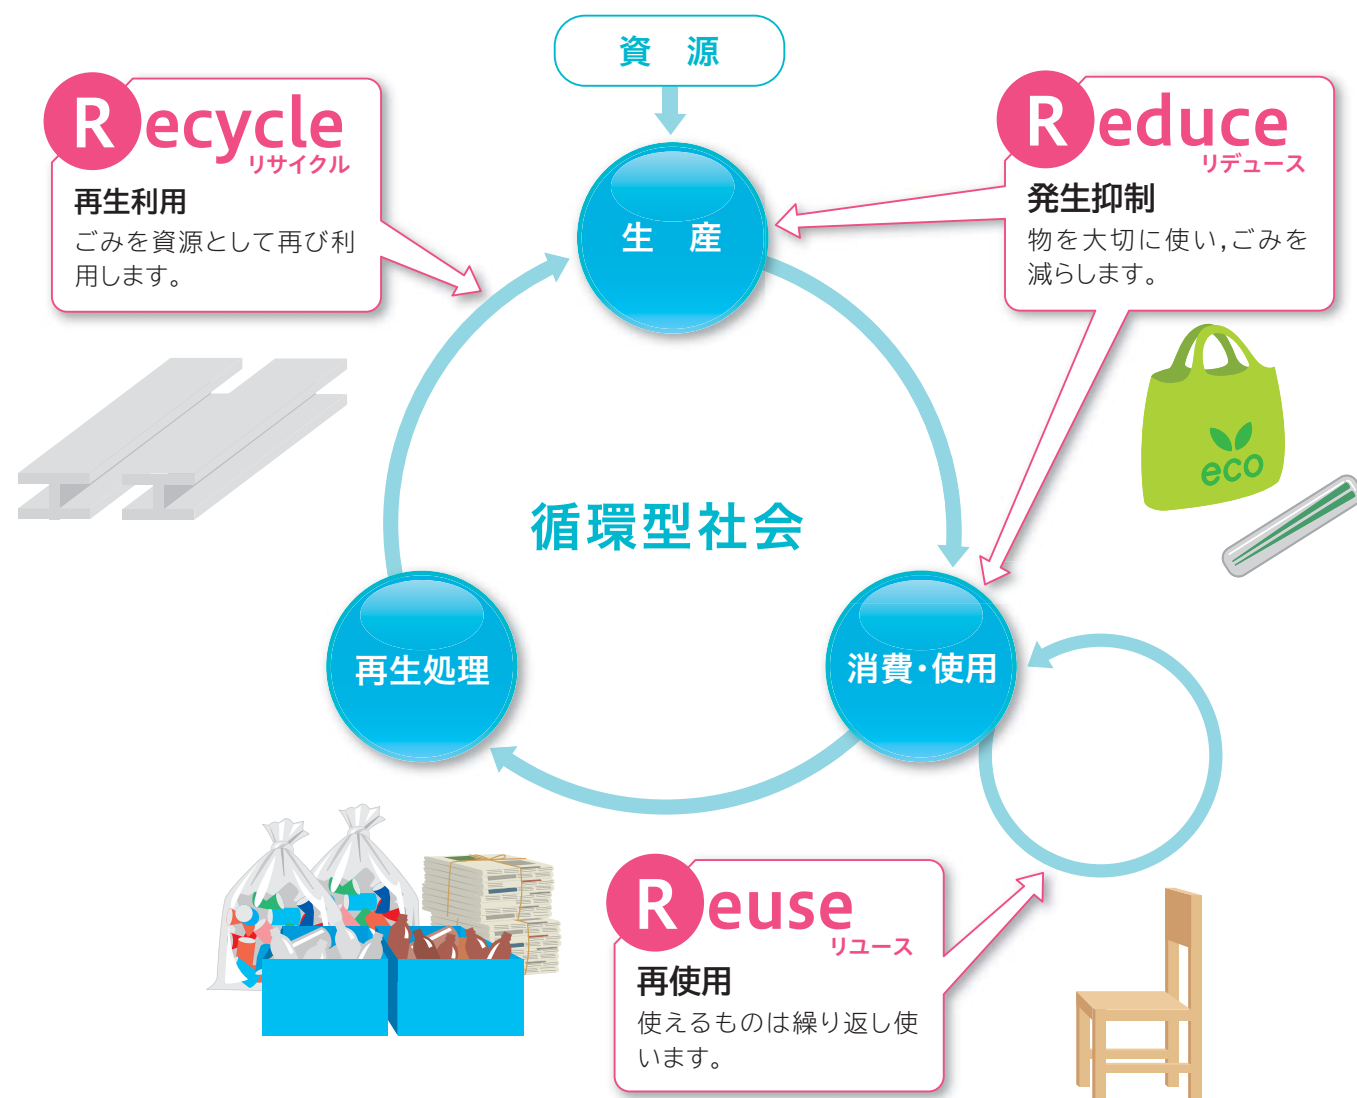 資 源
Recycle
リサイクル
再生利用
ごみを資源として再び利
用します。
Reduce
リデュース
発生抑制
物を大切に使い,ごみを
減らします。
生 産
eco
循環型社会
再生処理
消費・使用
Reuse
リユース
再使用
使えるものは繰り返し使
います。